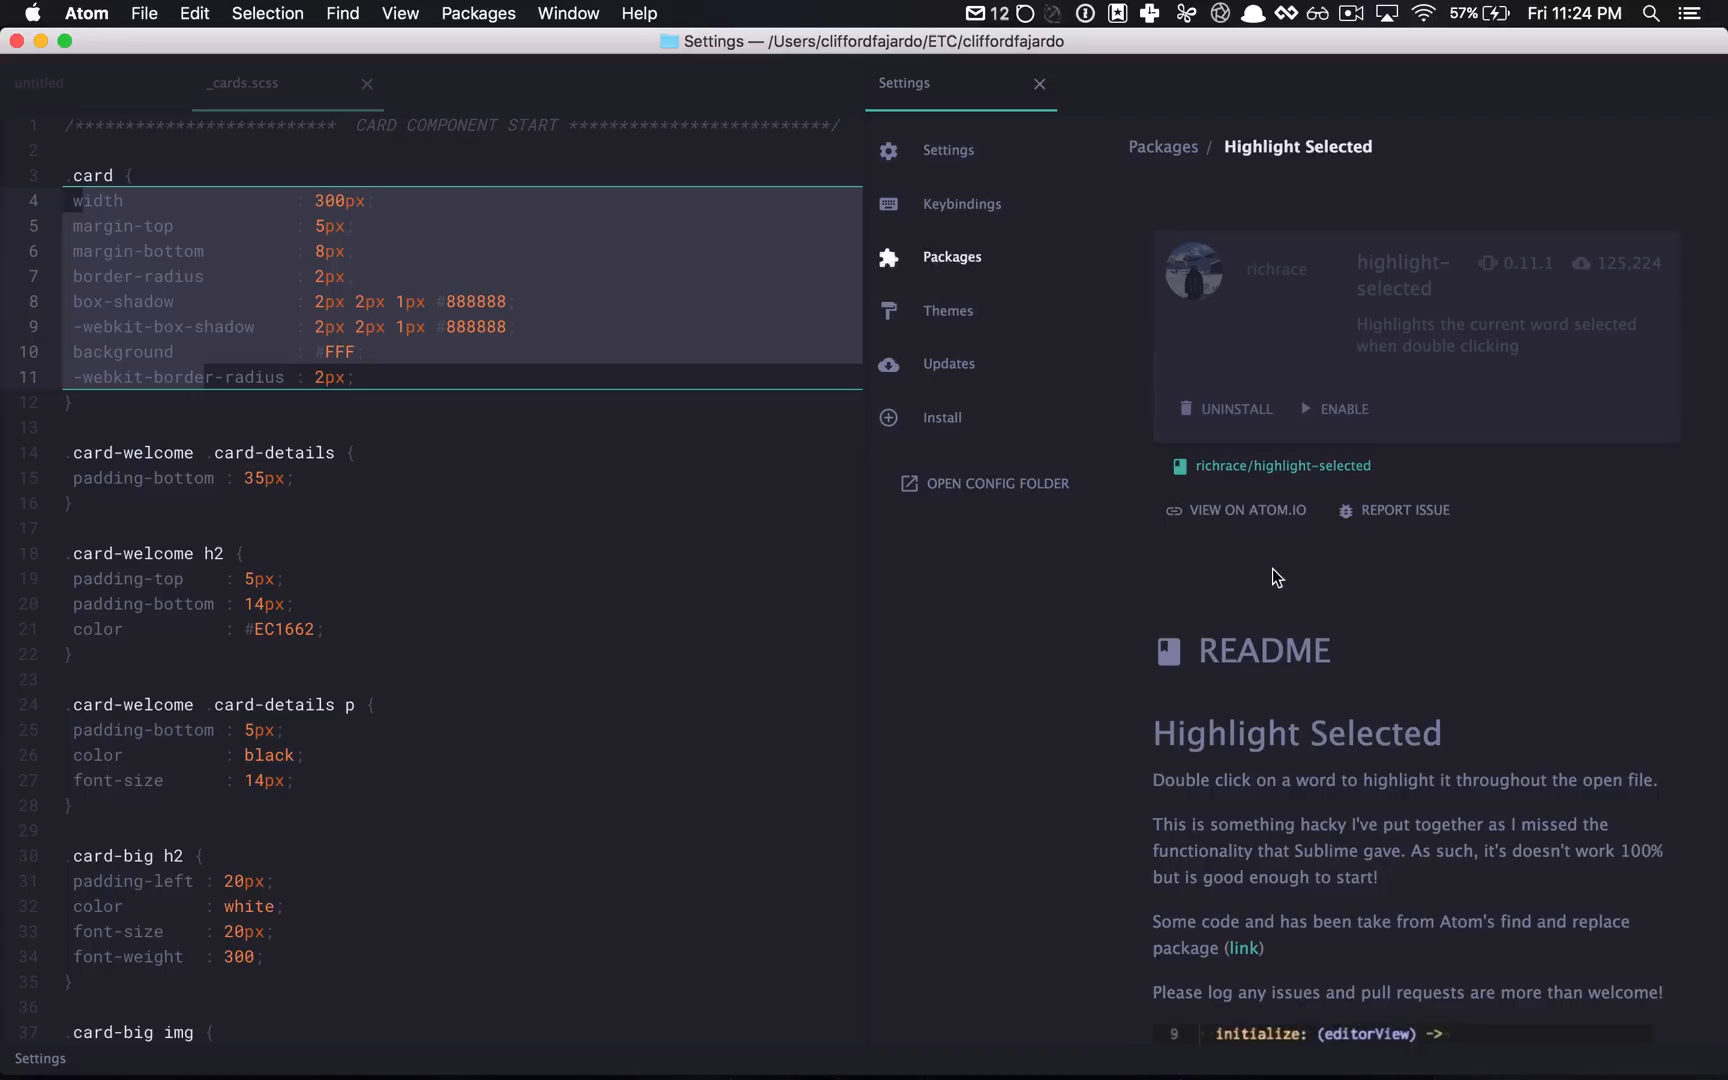 Atom File Edit Selection Find View Packages Window Help 12 57% Fri 11:24 PM
Settings — /Users/cliffordfajardo/ETC/cliffordfajardo
untitled
_cards.scss
1 /************************** CARD COMPONENT START **************************/
2
3 .card {
4 width : 300px;
5 margin-top : 5px;
6 margin-bottom : 8px;
7 border-radius : 2px;
8 box-shadow : 2px 2px 1px #888888;
9 -webkit-box-shadow : 2px 2px 1px #888888;
10 background : #FFF;
11 -webkit-border-radius : 2px;
12 }
13
14 .card-welcome .card-details {
15 padding-bottom : 35px;
16 }
17
18 .card-welcome h2 {
19 padding-top : 5px;
20 padding-bottom : 14px;
21 color : #EC1662;
22 }
23
24 .card-welcome .card-details p {
25 padding-bottom : 5px;
26 color : black;
27 font-size : 14px;
28 }
29
30 .card-big h2 {
31 padding-left : 20px;
32 color : white;
33 font-size : 20px;
34 font-weight : 300;
35 }
36
37 .card-big img {
Settings
Settings
Settings
Keybindings
Packages
Themes
Updates
Install
OPEN CONFIG FOLDER
Packages / Highlight Selected
richrace
highlight-selected
0.11.1 125,224
Highlights the current word selected
when double clicking
UNINSTALL ENABLE
richrace/highlight-selected
VIEW ON ATOM.IO REPORT ISSUE
README
Highlight Selected
Double click on a word to highlight it throughout the open file.
This is something hacky I've put together as I missed the
functionality that Sublime gave. As such, it's doesn't work 100%
but is good enough to start!
Some code and has been take from Atom's find and replace
package (link)
Please log any issues and pull requests are more than welcome!
9 initialize: (editorView) ->